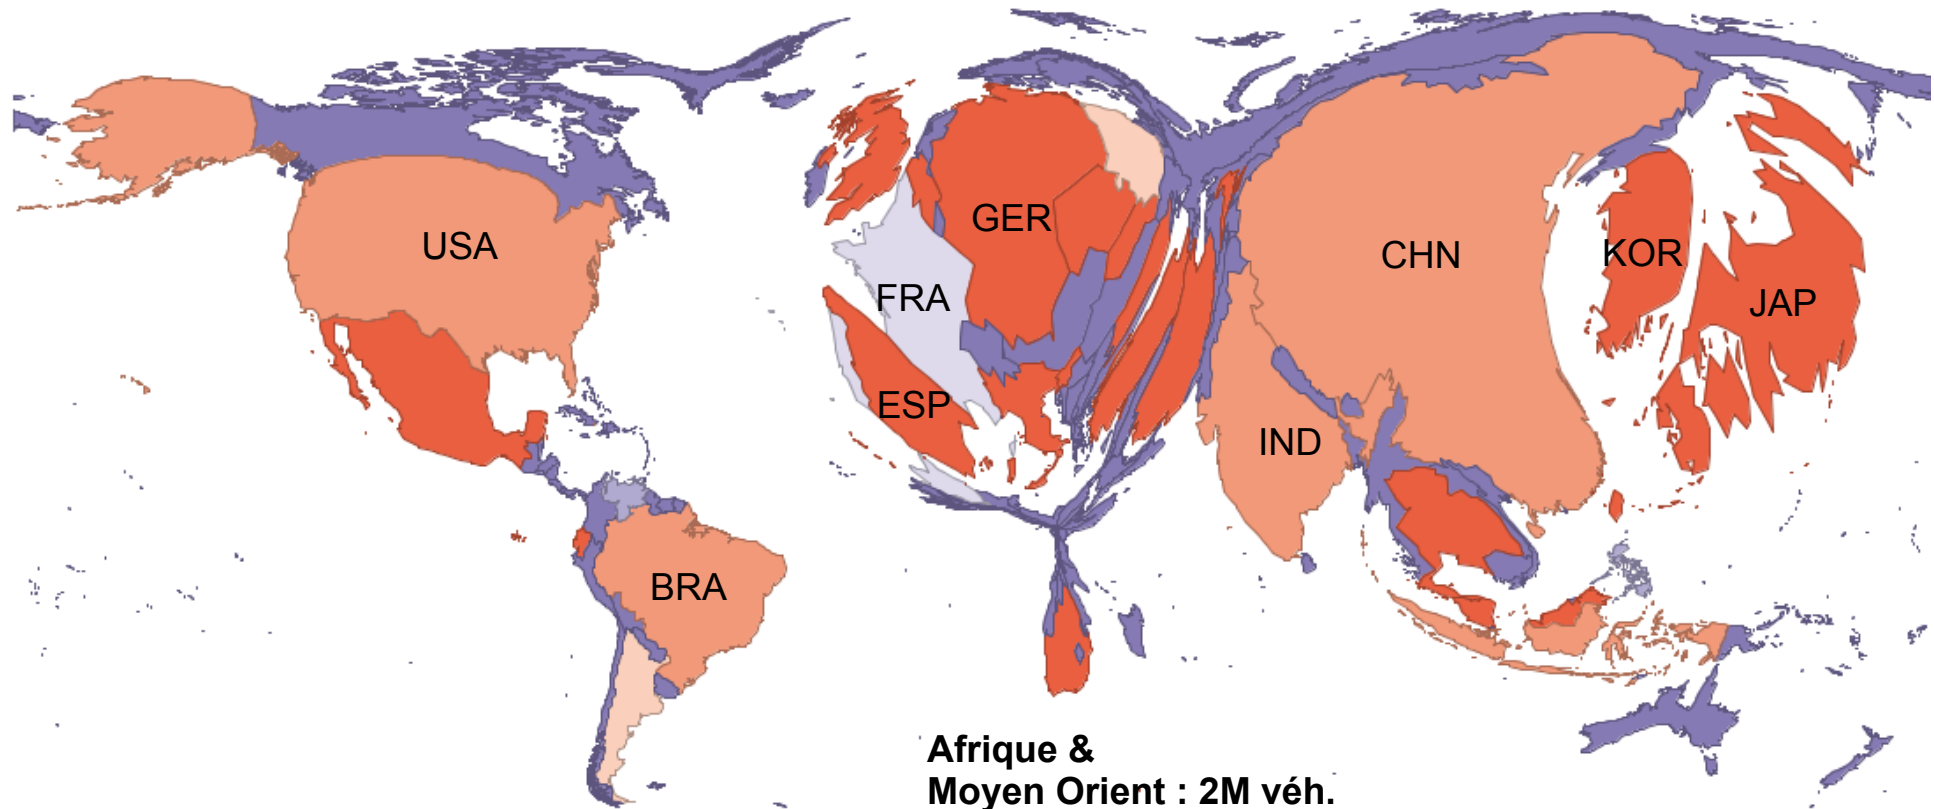 USA
GER
CHN
KOR
FRA
JAP
ESP
IND
BRA
Afrique &
Moyen Orient : 2M véh.